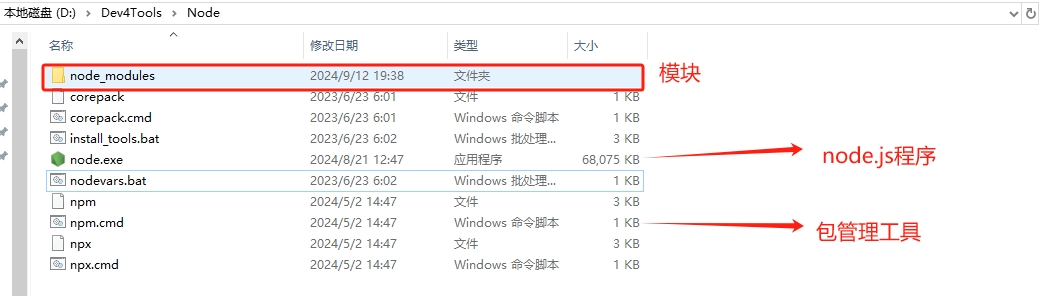 本地磁盘 (D:) > Dev4Tools > Node
名称 修改日期 类型 大小
node_modules 2024/9/12 19:38 文件夹 模块
corepack 2023/6/23 6:01 文件 1 KB
corepack.cmd 2023/6/23 6:01 Windows 命令脚本 1 KB
install_tools.bat 2023/6/23 6:02 Windows 批处理... 3 KB
node.exe 2024/8/21 12:47 应用程序 68,075 KB node.js程序
nodevars.bat 2023/6/23 6:02 Windows 批处理... 1 KB
npm 2024/5/2 14:47 文件 3 KB
npm.cmd 2024/5/2 14:47 Windows 命令脚本 1 KB 包管理工具
npx 2024/5/2 14:47 文件 3 KB
npx.cmd 2024/5/2 14:47 Windows 命令脚本 1 KB